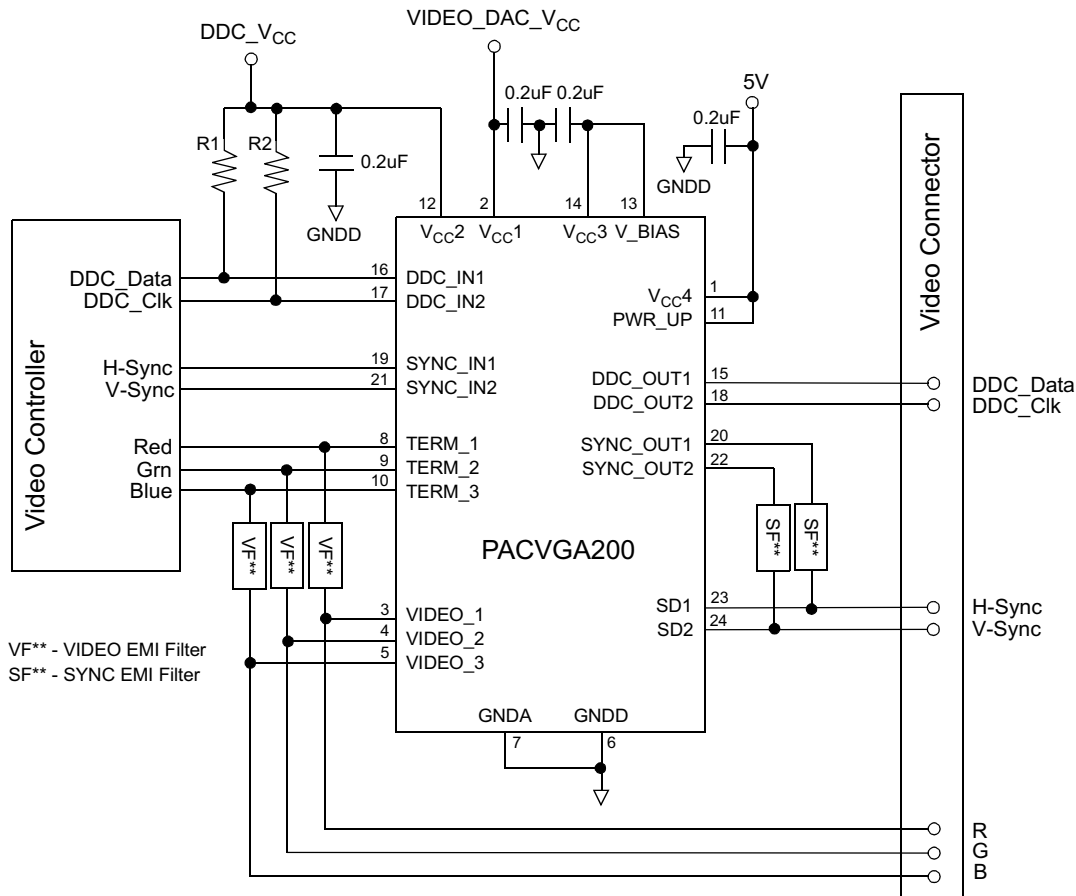 DDC_VCC
VIDEO_DAC_VCC
5V
0.2uF 0.2uF
0.2uF
R1
R2
0.2uF
GNDD
GNDD
12
2
14
13
VCC2
VCC1
VCC3
V_BIAS
Video Controller
DDC_Data
DDC_Clk
H-Sync
V-Sync
Red
Grn
Blue
16
17
19
21
8
9
10
DDC_IN1
DDC_IN2
SYNC_IN1
SYNC_IN2
TERM_1
TERM_2
TERM_3
VF**
VF**
VF**
3
4
5
VIDEO_1
VIDEO_2
VIDEO_3
PACVGA200
VCC4
PWR_UP
1
11
DDC_OUT1
DDC_OUT2
15
18
SYNC_OUT1
SYNC_OUT2
20
22
SF**
SF**
SD1
SD2
23
24
GNDA
GNDD
7
6
Video Connector
DDC_Data
DDC_Clk
H-Sync
V-Sync
R
G
B
VF** - VIDEO EMI Filter
SF** - SYNC EMI Filter